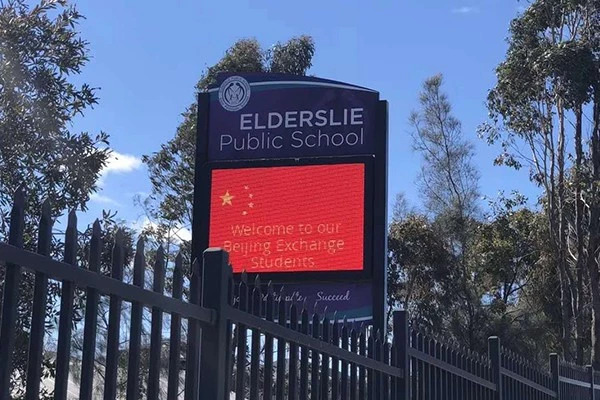 ELDERSLIE
Public School
Welcome to our
Beijing Exchange
Students
Succeed